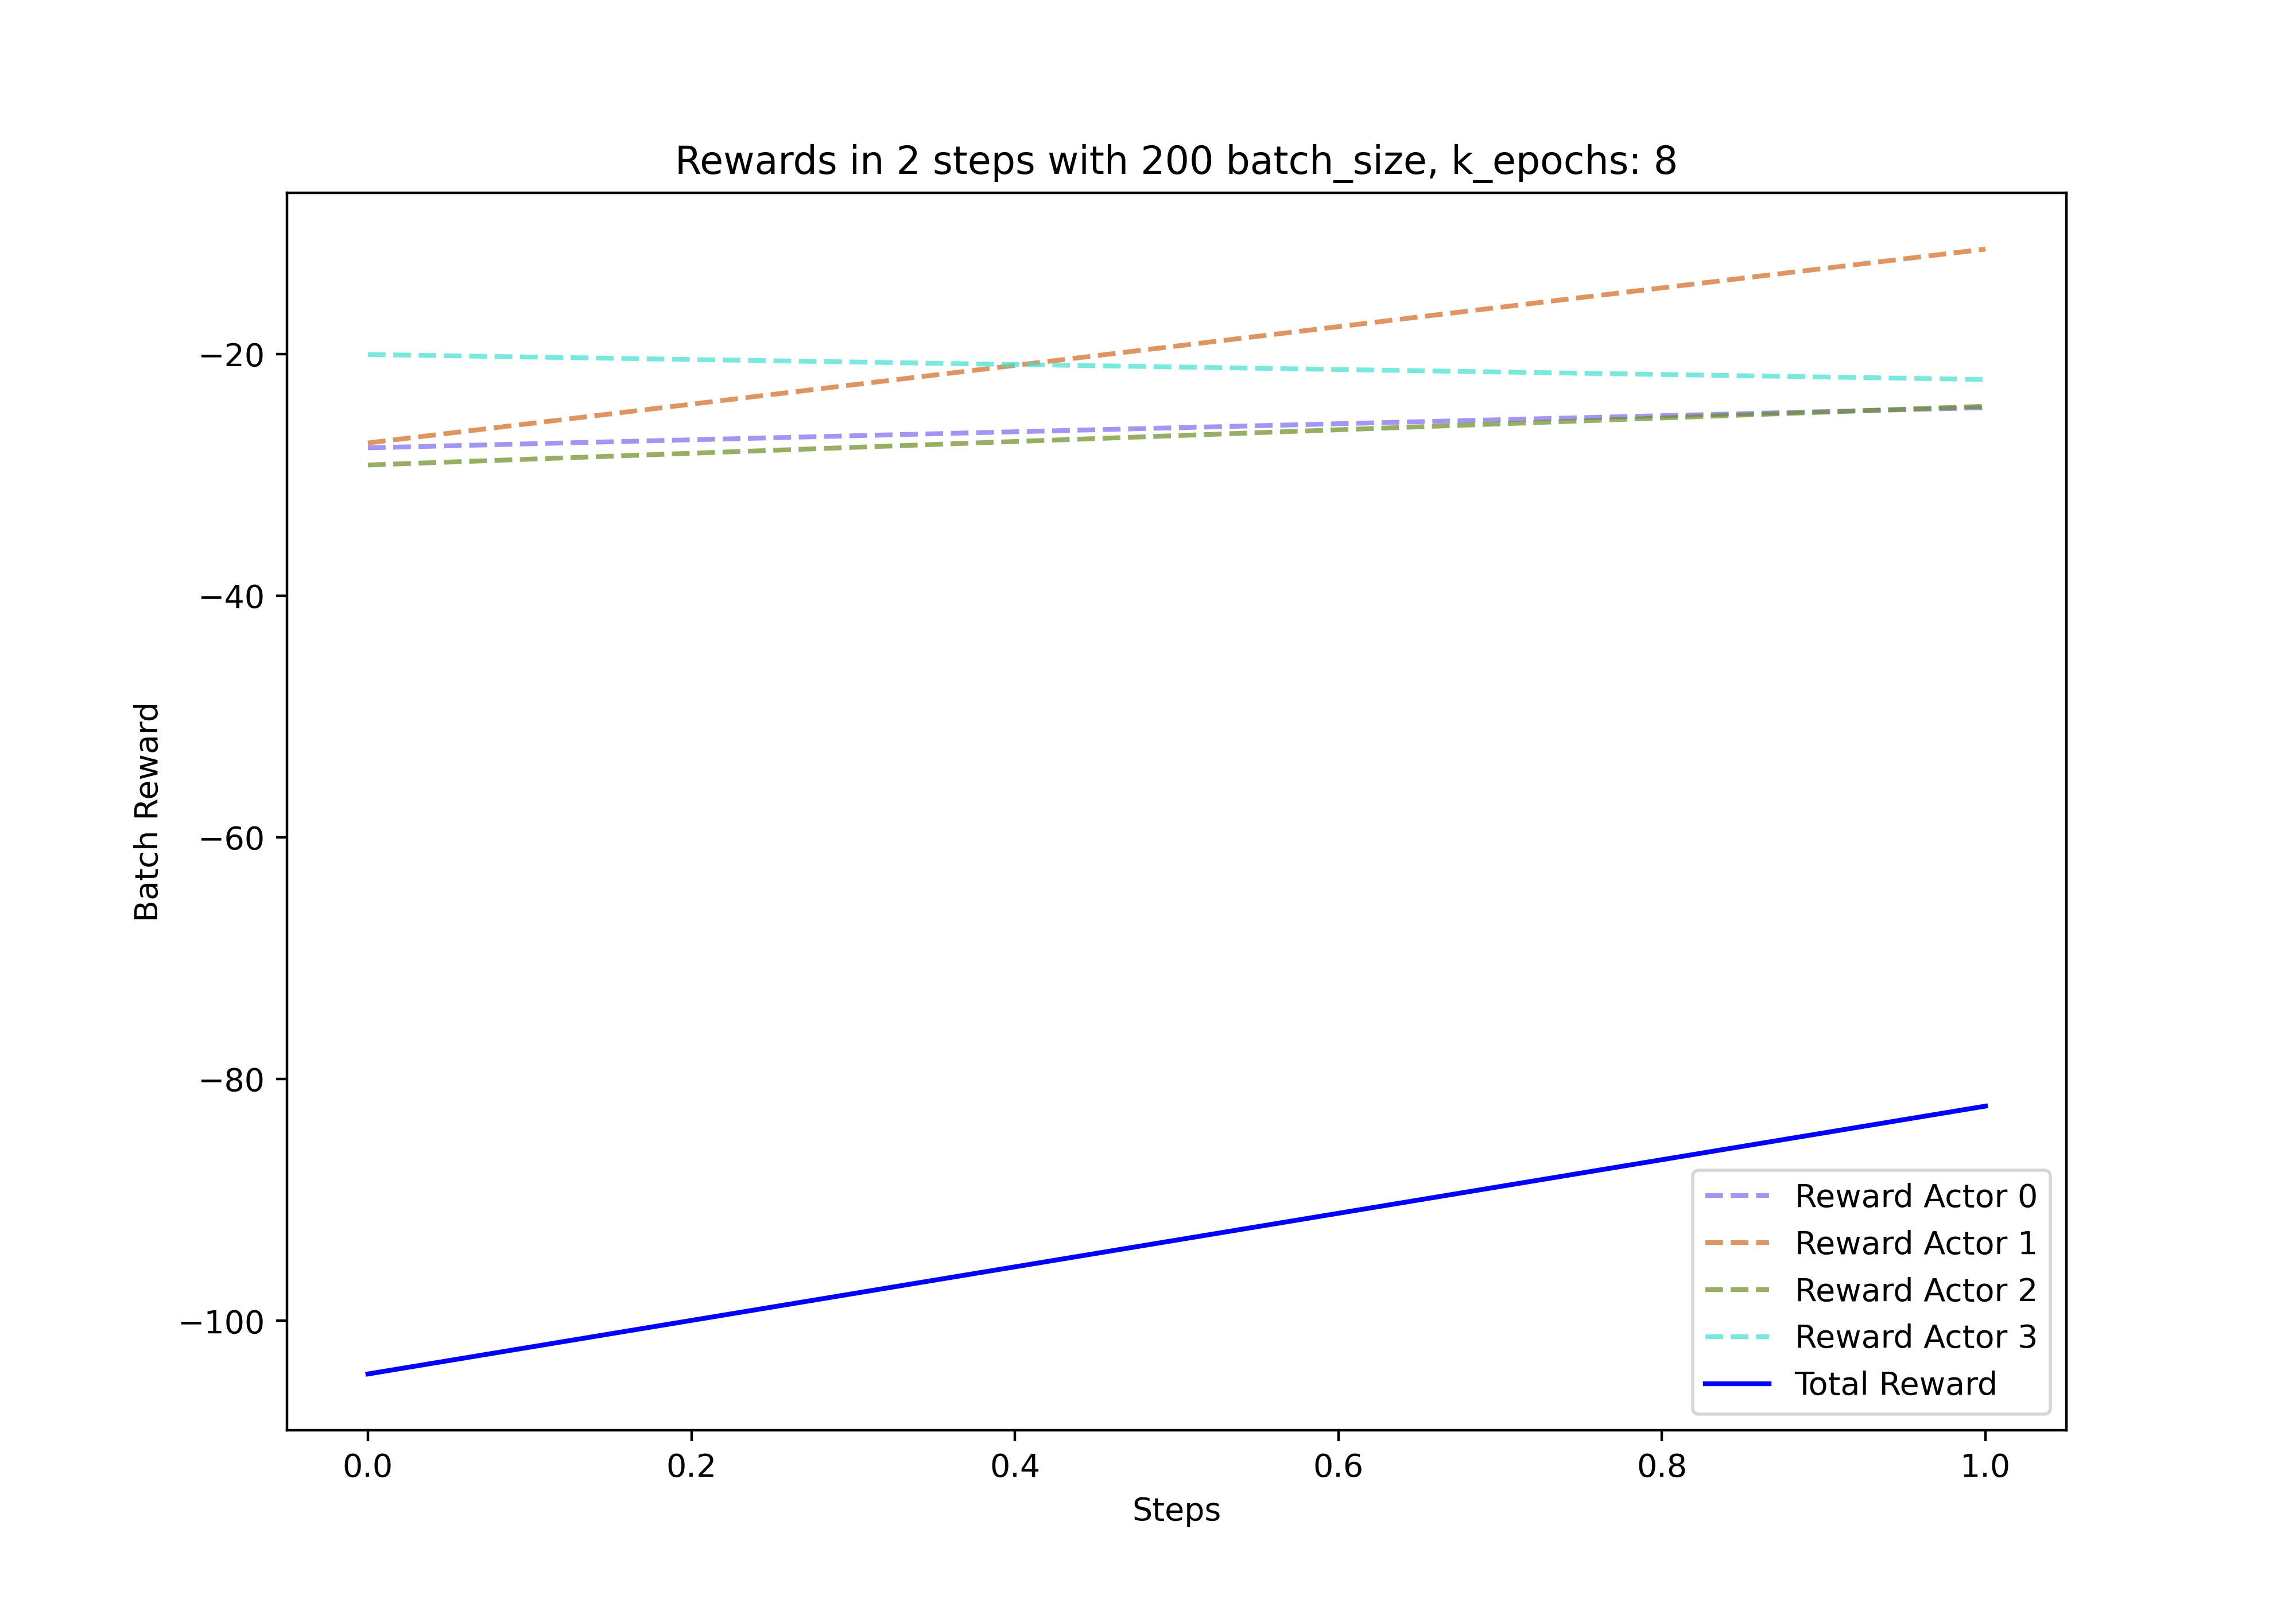 Rewards in 2 steps with 200 batch_size, k_epochs: 8
Batch Reward
−20
−40
−60
−80
−100
Reward Actor 0
Reward Actor 1
Reward Actor 2
Reward Actor 3
Total Reward
0.0 0.2 0.4 0.6 0.8 1.0
Steps